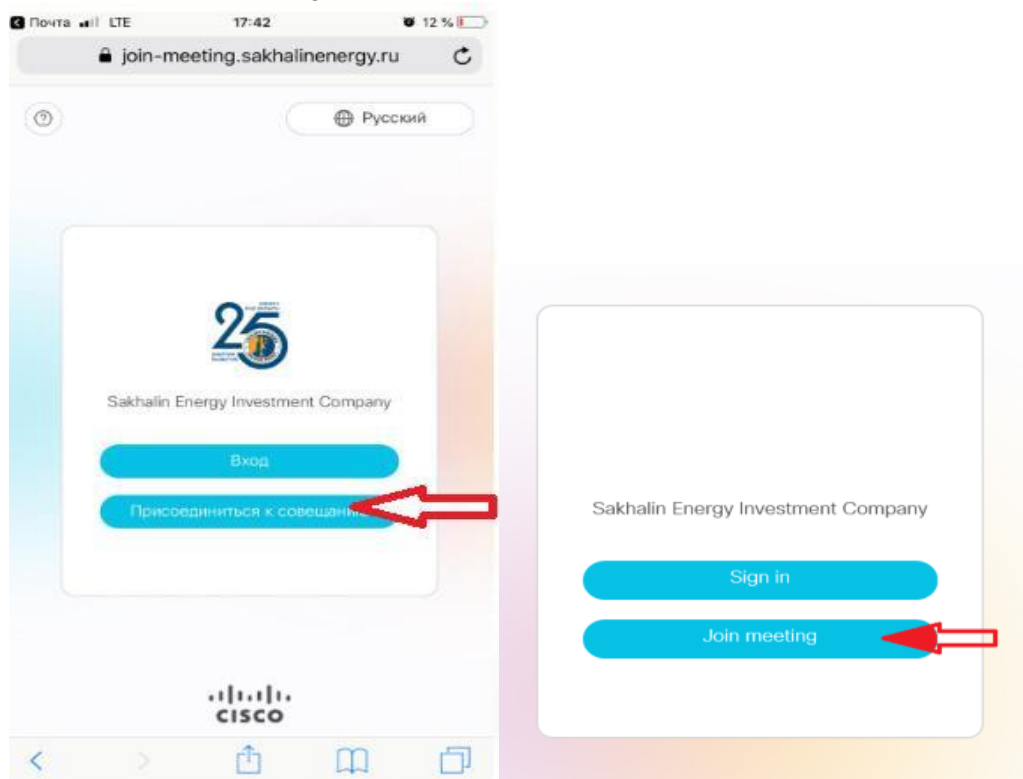 Почта LTE 17:42 12 %
join-meeting.sakhalinenergy.ru
Русский
25
Sakhalin Energy Investment Company
Вход
Присоединиться к совещанию
CISCO
Sakhalin Energy Investment Company
Sign in
Join meeting